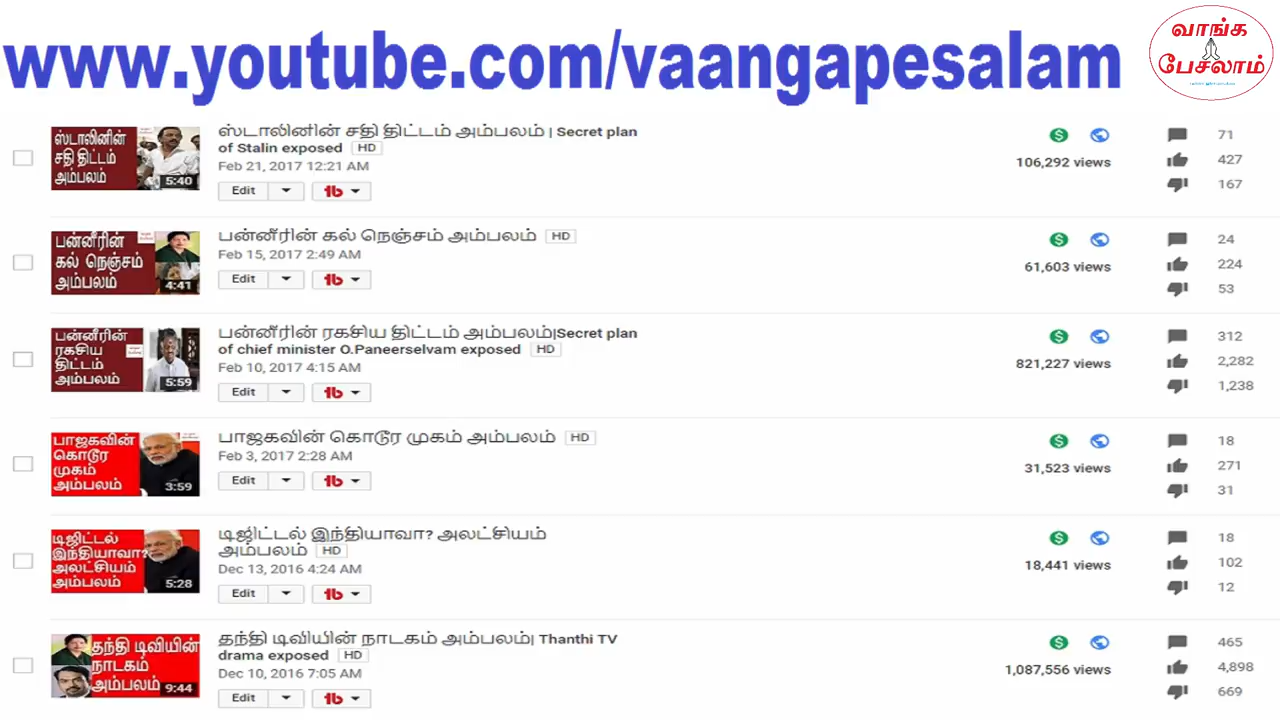 www.youtube.com/vaangapesalam
வாங்க
பேச்லாம்
ஸ்டாலினின்
சதி திட்டம்
அம்பலம்
5:40
ஸ்டாலினின் சதி திட்டம் அம்பலம் | Secret plan
of Stalin exposed HD
Feb 21, 2017 12:21 AM
Edit
106,292 views
71
427
167
பன்னீரின்
கல் நெஞ்சம்
அம்பலம்
4:41
பன்னீரின் கல் நெஞ்சம் அம்பலம் HD
Feb 15, 2017 2:49 AM
Edit
61,603 views
24
224
53
பன்னீரின்
ரகசிய
திட்டம்
அம்பலம்
5:59
பன்னீரின் ரகசிய திட்டம் அம்பலம்|Secret plan
of chief minister O.Paneerselvam exposed HD
Feb 10, 2017 4:15 AM
Edit
821,227 views
312
2,282
1,238
பாஜகவின்
கொடூர
முகம்
அம்பலம்
3:59
பாஜகவின் கொடூர முகம் அம்பலம் HD
Feb 3, 2017 2:28 AM
Edit
31,523 views
18
271
31
டிஜிட்டல்
இந்தியாவா?
அலட்சியம்
அம்பலம்
5:28
டிஜிட்டல் இந்தியாவா? அலட்சியம்
அம்பலம் HD
Dec 13, 2016 4:24 AM
Edit
18,441 views
18
102
12
தந்தி டிவியின்
நாடகம்
அம்பலம்
9:44
தந்தி டிவியின் நாடகம் அம்பலம்| Thanthi TV
drama exposed HD
Dec 10, 2016 7:05 AM
Edit
1,087,556 views
465
4,898
669